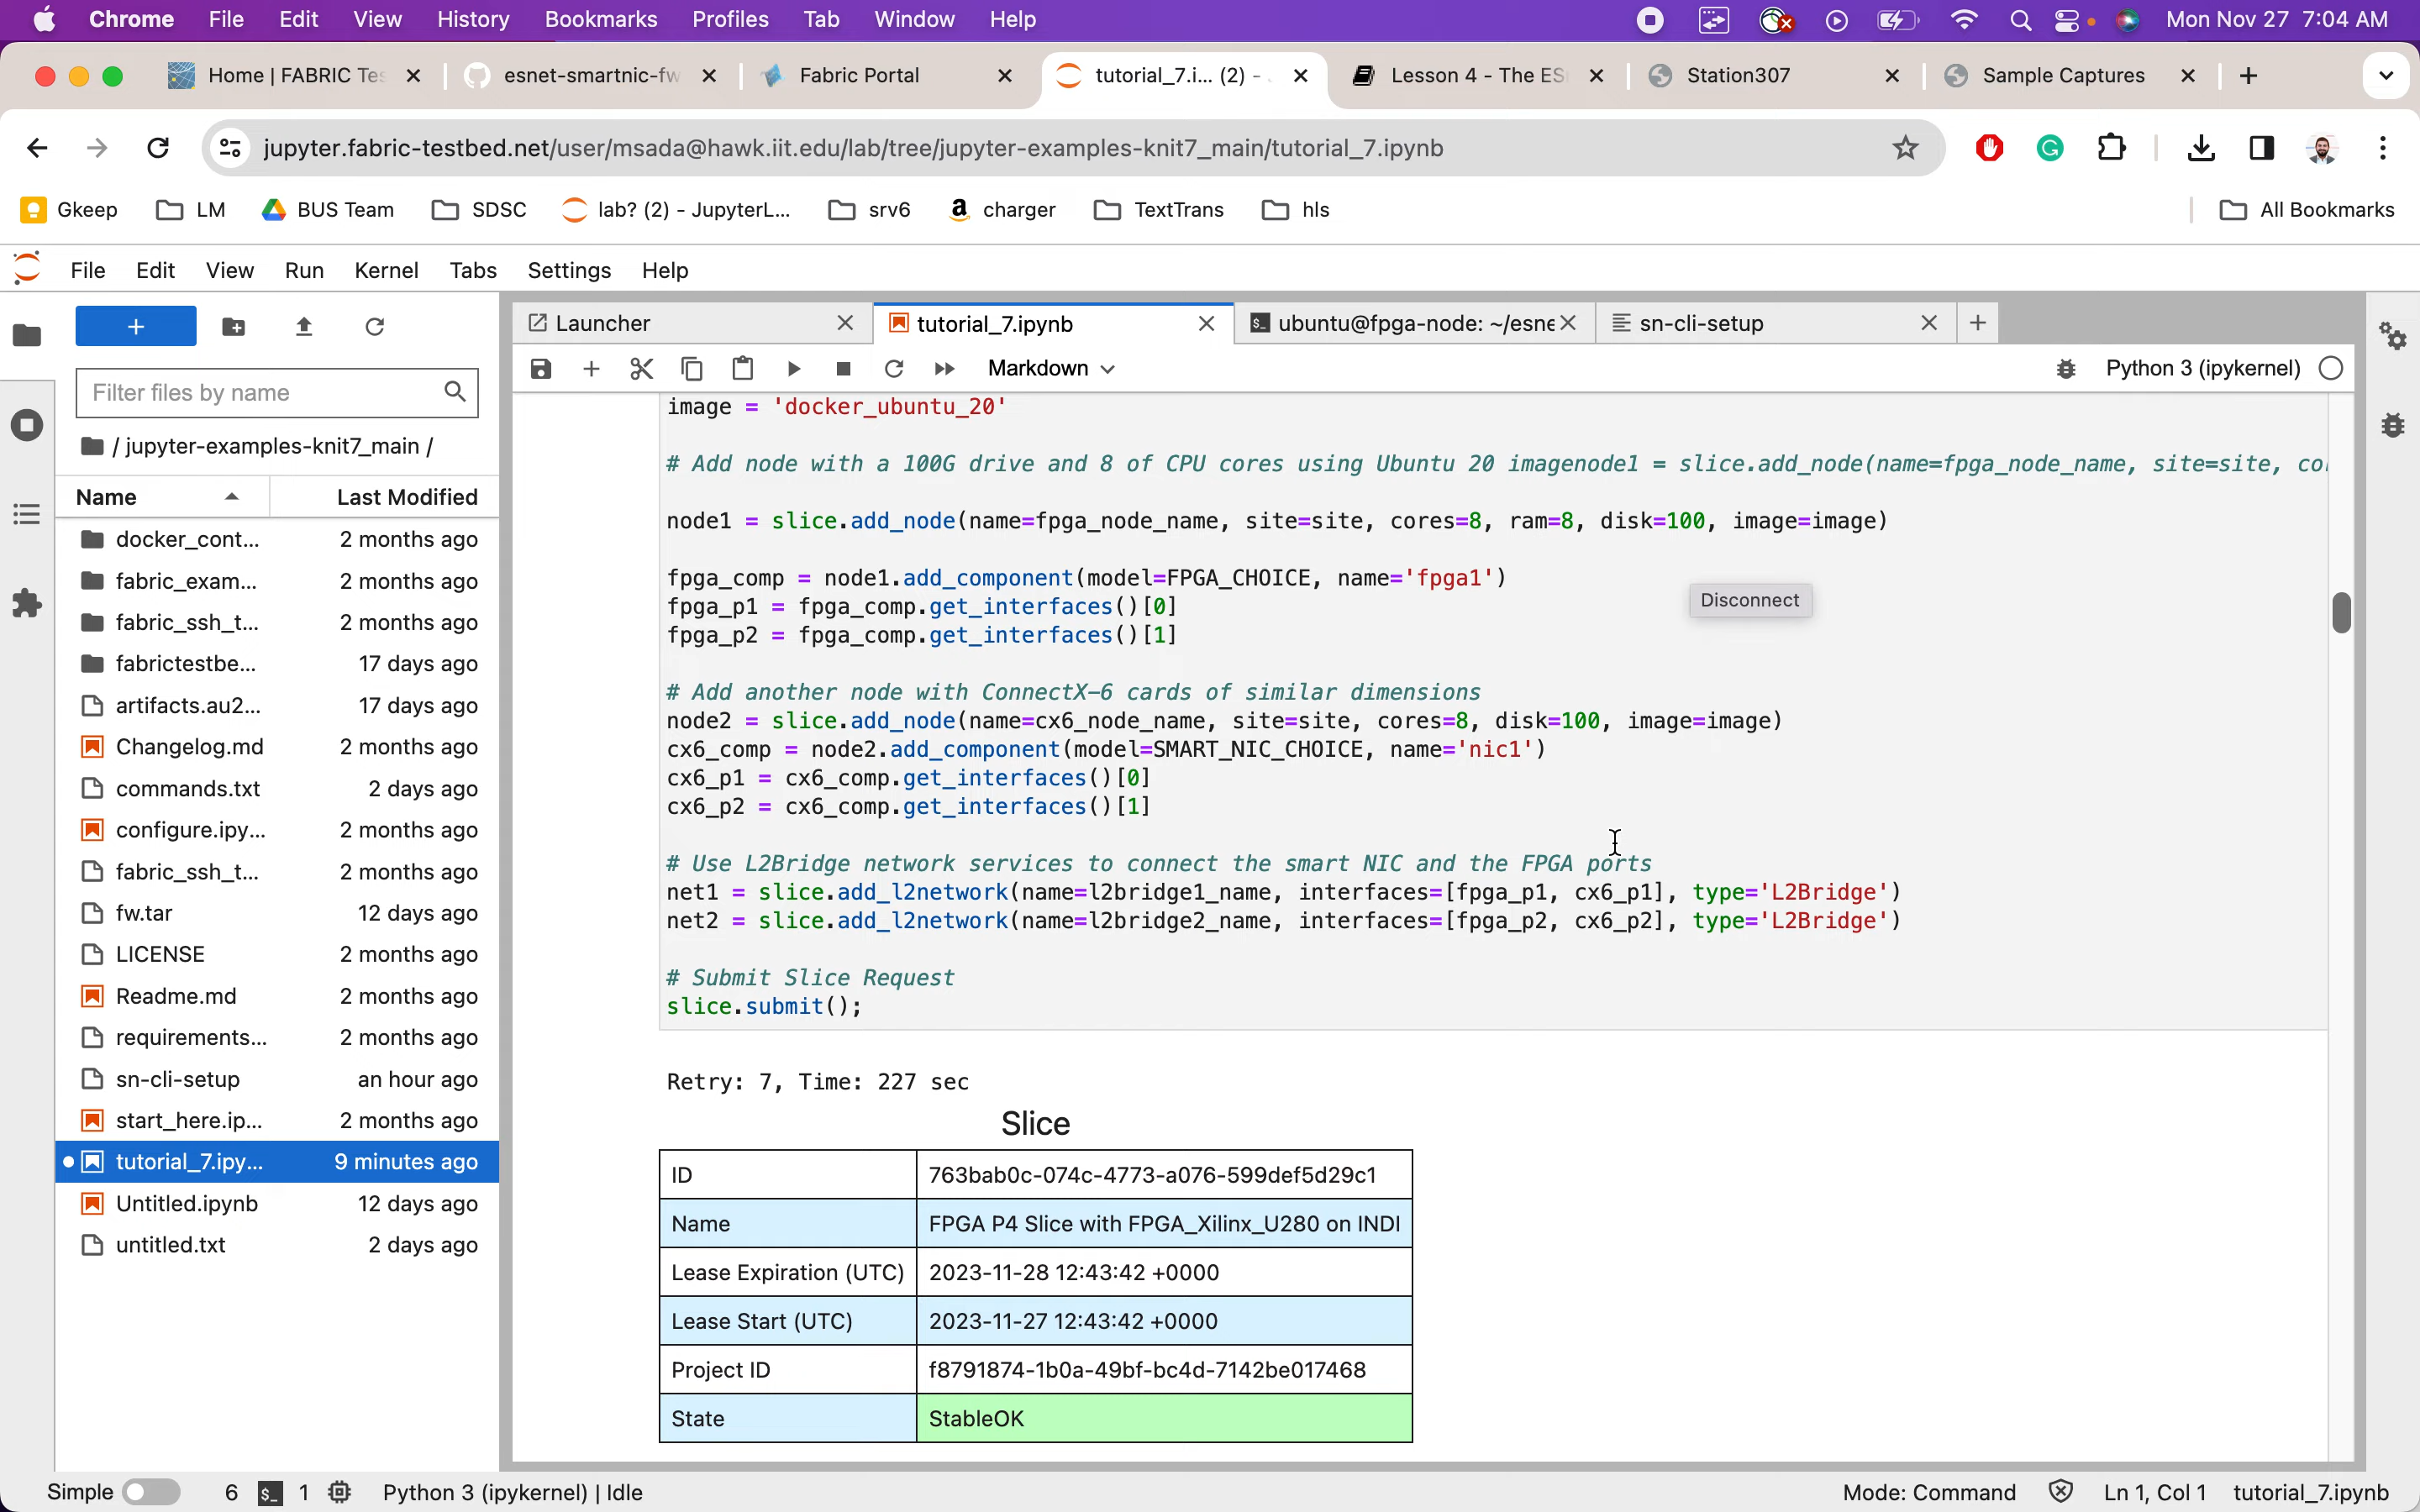 Chrome File Edit View History Bookmarks Profiles Tab Window Help Mon Nov 27 7:04 AM
Home | FABRIC Tes esnet-smartnic-fw Fabric Portal tutorial_7.i... (2) - Lesson 4 - The ES Station307 Sample Captures
jupyter.fabric-testbed.net/user/msada@hawk.iit.edu/lab/tree/jupyter-examples-knit7_main/tutorial_7.ipynb
Gkeep LM BUS Team SDSC lab? (2) - JupyterL... srv6 charger TextTrans hls All Bookmarks
File Edit View Run Kernel Tabs Settings Help
Launcher tutorial_7.ipynb ubuntu@fpga-node: ~/esne sn-cli-setup
Markdown Python 3 (ipykernel)
Filter files by name
/ jupyter-examples-knit7_main /
Name Last Modified
docker_cont... 2 months ago
fabric_exam... 2 months ago
fabric_ssh_t... 2 months ago
fabrictestbe... 17 days ago
artifacts.au2... 17 days ago
Changelog.md 2 months ago
commands.txt 2 days ago
configure.ipy... 2 months ago
fabric_ssh_t... 2 months ago
fw.tar 12 days ago
LICENSE 2 months ago
Readme.md 2 months ago
requirements... 2 months ago
sn-cli-setup an hour ago
start_here.ip... 2 months ago
tutorial_7.ipy... 9 minutes ago
Untitled.ipynb 12 days ago
untitled.txt 2 days ago
image = 'docker_ubuntu_20'
# Add node with a 100G drive and 8 of CPU cores using Ubuntu 20 imagenode1 = slice.add_node(name=fpga_node_name, site=site, co
node1 = slice.add_node(name=fpga_node_name, site=site, cores=8, ram=8, disk=100, image=image)
fpga_comp = node1.add_component(model=FPGA_CHOICE, name='fpga1')
fpga_p1 = fpga_comp.get_interfaces()[0]
fpga_p2 = fpga_comp.get_interfaces()[1]
Disconnect
# Add another node with ConnectX-6 cards of similar dimensions
node2 = slice.add_node(name=cx6_node_name, site=site, cores=8, disk=100, image=image)
cx6_comp = node2.add_component(model=SMART_NIC_CHOICE, name='nic1')
cx6_p1 = cx6_comp.get_interfaces()[0]
cx6_p2 = cx6_comp.get_interfaces()[1]
# Use L2Bridge network services to connect the smart NIC and the FPGA ports
net1 = slice.add_l2network(name=l2bridge1_name, interfaces=[fpga_p1, cx6_p1], type='L2Bridge')
net2 = slice.add_l2network(name=l2bridge2_name, interfaces=[fpga_p2, cx6_p2], type='L2Bridge')
# Submit Slice Request
slice.submit();
Retry: 7, Time: 227 sec
Slice
ID 763bab0c-074c-4773-a076-599def5d29c1
Name FPGA P4 Slice with FPGA_Xilinx_U280 on INDI
Lease Expiration (UTC) 2023-11-28 12:43:42 +0000
Lease Start (UTC) 2023-11-27 12:43:42 +0000
Project ID f8791874-1b0a-49bf-bc4d-7142be017468
State StableOK
Simple 6 1 Python 3 (ipykernel) | Idle Mode: Command Ln 1, Col 1 tutorial_7.ipynb